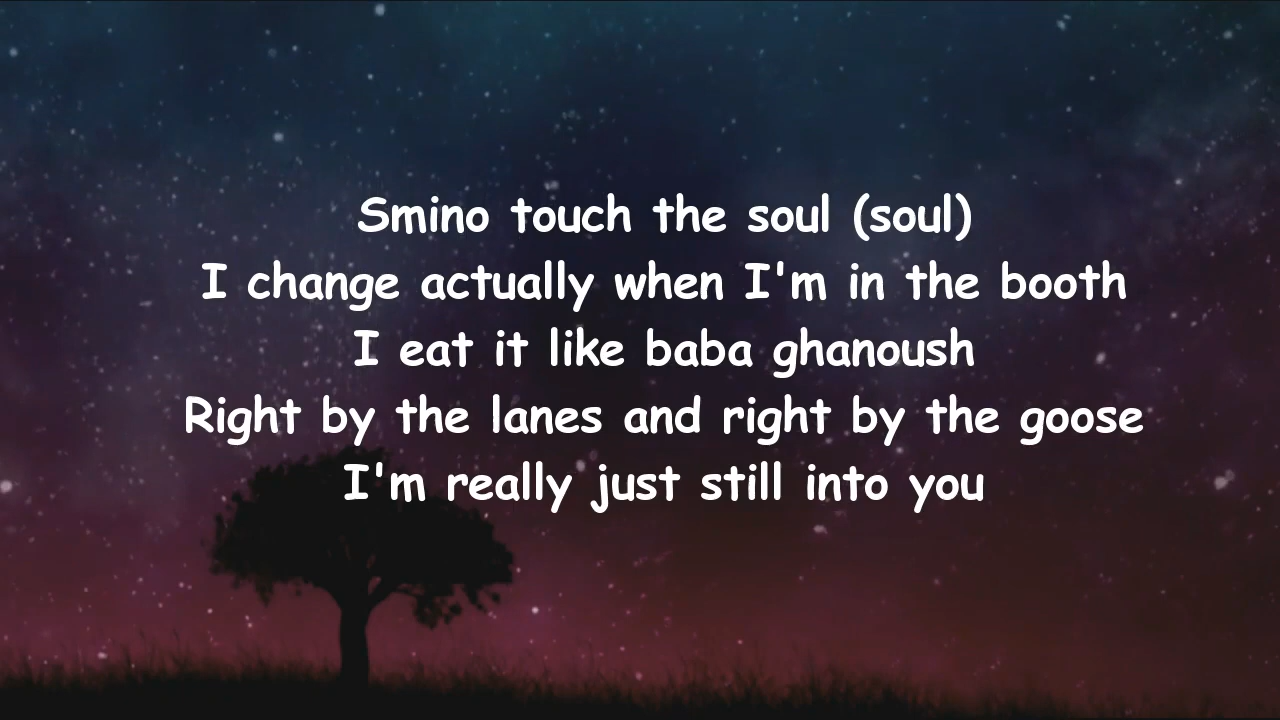 Smino touch the soul (soul)
I change actually when I'm in the booth
I eat it like baba ghanoush
Right by the lanes and right by the goose
I'm really just still into you